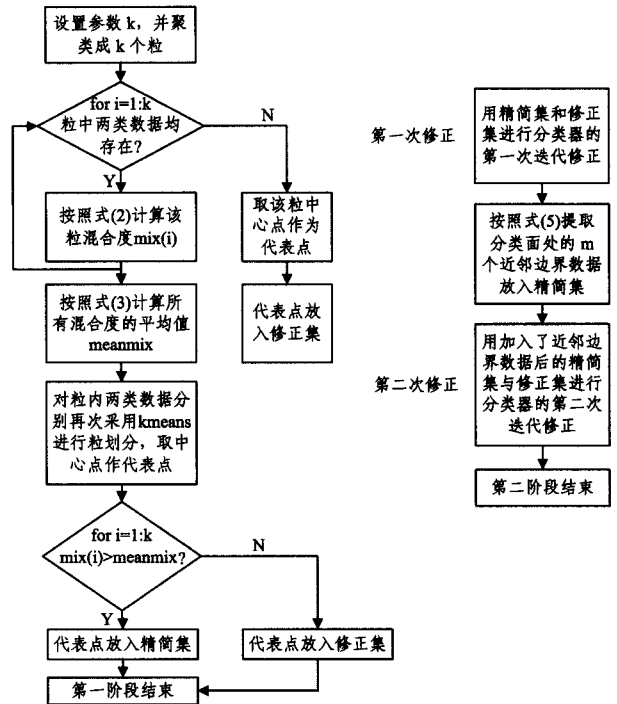 设置参数 k，并聚
类成 k 个粒
for i=1:k
粒中两类数据均
存在？
N
Y
按照式(2)计算该
粒混合度mix(i)
取该粒中
心点作为
代表点
按照式(3)计算所
有混合度的平均值
meanmix
代表点放
入修正集
对粒内两类数据分
别再次采用kmeans
进行粒划分，取中
心点作代表点
for i=1:k
mix(i)>meanmix?
N
Y
代表点放入精简集
代表点放入修正集
第一阶段结束
第一次修正
用精简集和修正
集进行分类器的
第一次迭代修正
按照式(5)提取
分类面处的 m
个近邻边界数据
放入精简集
第二次修正
用加入了近邻边
界数据后的精简
集与修正集进行
分类器的第二次
迭代修正
第二阶段结束